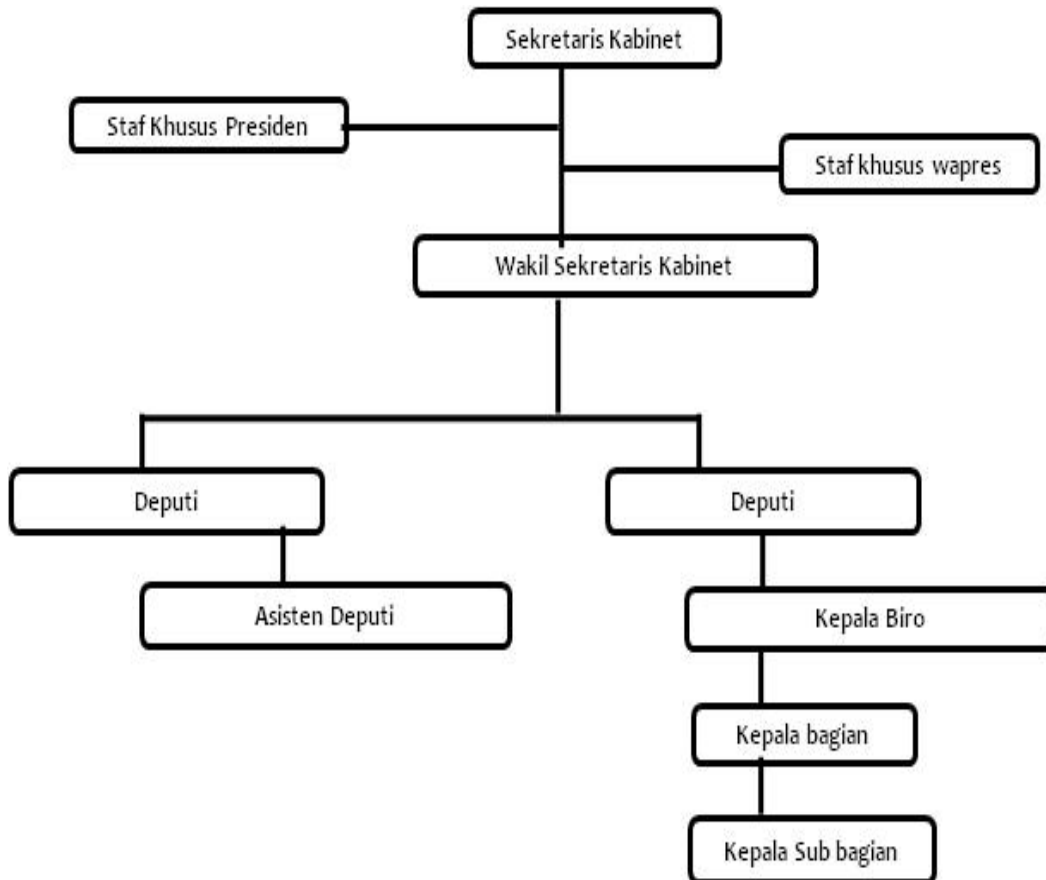 Sekretaris Kabinet
Staf Khusus Presiden
Staf khusus wapres
Wakil Sekretaris Kabinet
Deputi
Deputi
Asisten Deputi
Kepala Biro
Kepala bagian
Kepala Sub bagian